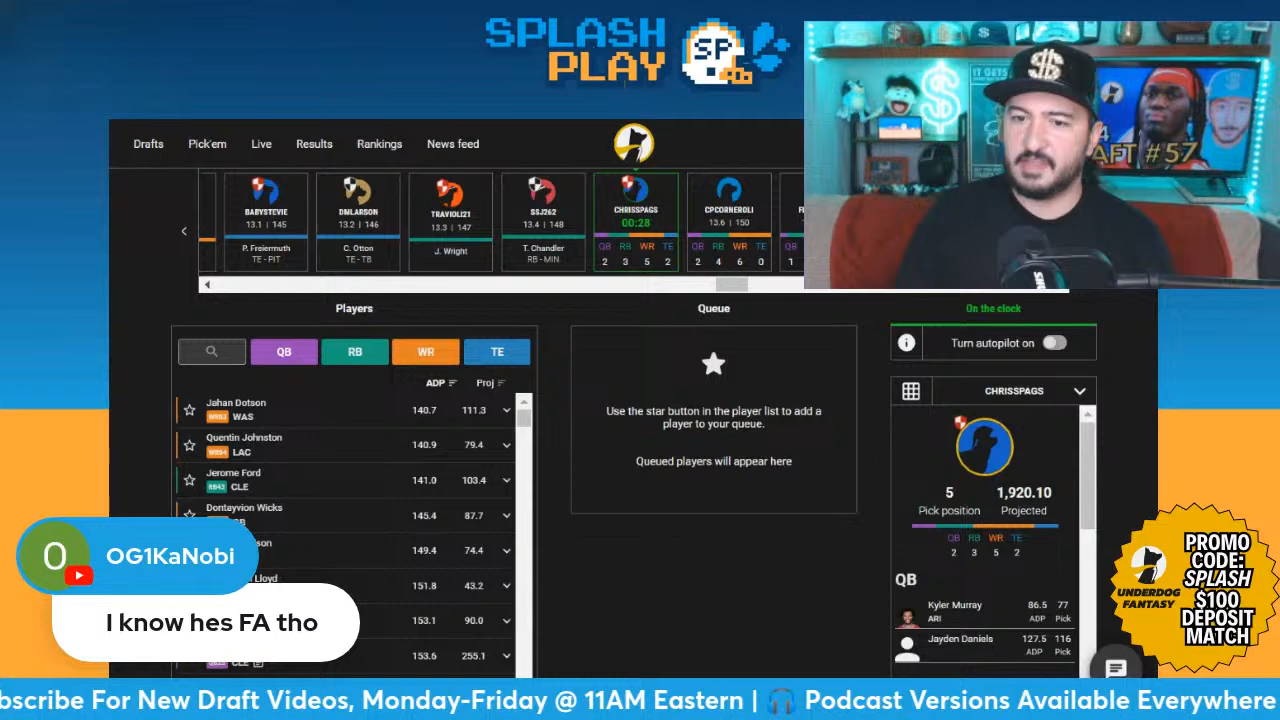 SPLASH
PLAY
SP
IT GETS
4
AFT #57
Drafts
Pick'em
Live
Results
Rankings
News feed
BABYSTEVIE
13.1 | 145
P. Freiermuth
TE - PIT
DMLARSON
13.2 | 146
C. Otton
TE - TB
TRAVIOLI21
13.3 | 147
J. Wright
SSJ262
13.4 | 148
T. Chandler
RB - MIN
CHRISSPAGS
00:28
QB RB WR TE
2 3 5 2
CPCORNEROLI
13.6 | 150
QB RB WR TE
2 4 6 0
1
Players
Queue
On the clock
QB
RB
WR
TE
Turn autopilot on
ADP
Proj
Jahan Dotson
WAS
140.7
111.3
Quentin Johnston
LAC
140.9
79.4
Jerome Ford
RB43 CLE
141.0
103.4
Dontayvion Wicks
145.4
87.7
149.4
74.4
Lloyd
151.8
43.2
153.1
90.0
CLE
153.6
255.1
Use the star button in the player list to add a
player to your queue.
Queued players will appear here
CHRISSPAGS
5
Pick position
1,920.10
Projected
QB RB WR TE
2 3 5 2
QB
Kyler Murray
ARI
86.5
ADP
77
Pick
Jayden Daniels
127.5
ADP
116
Pick
O
OG1KaNobi
I know hes FA tho
UNDERDOG
FANTASY
PROMO
CODE:
SPLASH
$100
DEPOSIT
MATCH
bscribe For New Draft Videos, Monday-Friday @ 11AM Eastern | 🎧 Podcast Versions Available Everywhere